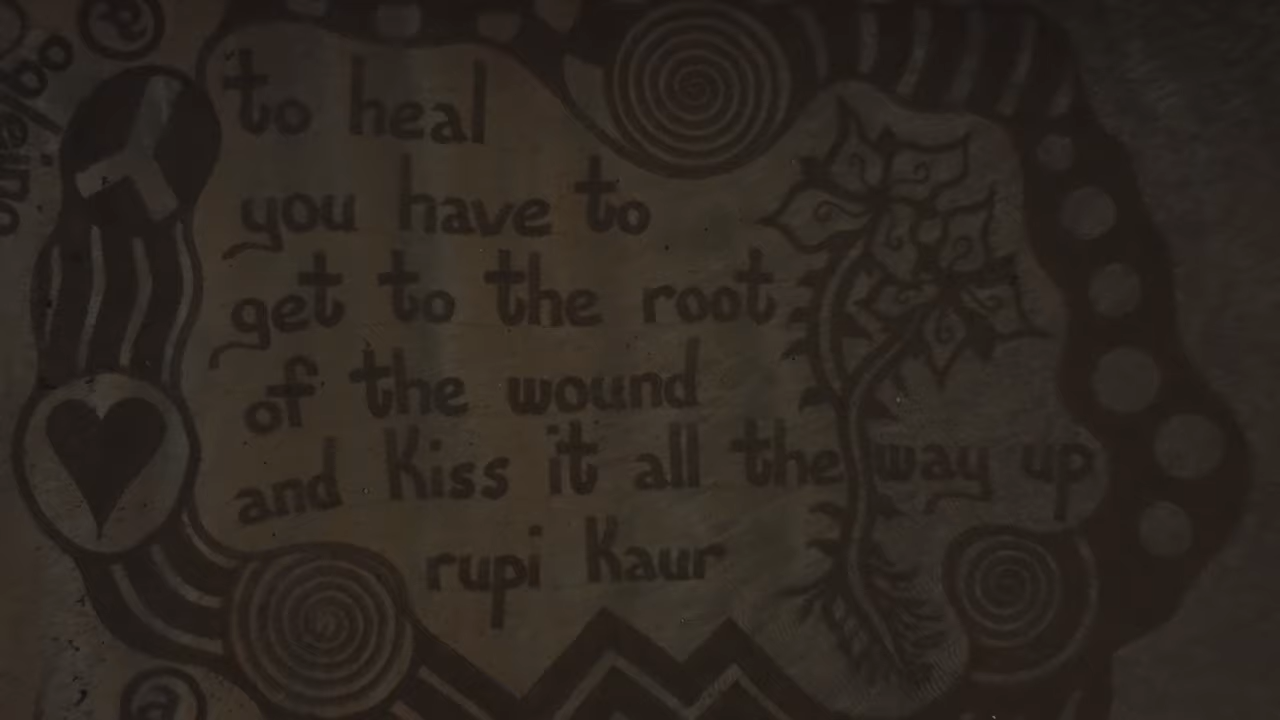 to heal
you have to
get to the root
of the wound
and Kiss it all the way up
rupi Kaur